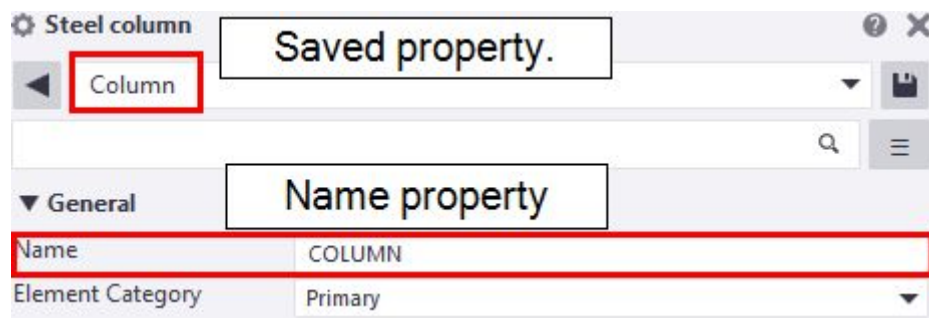 Steel column
Saved property.
Column
Name property
General
Name COLUMN
Element Category Primary